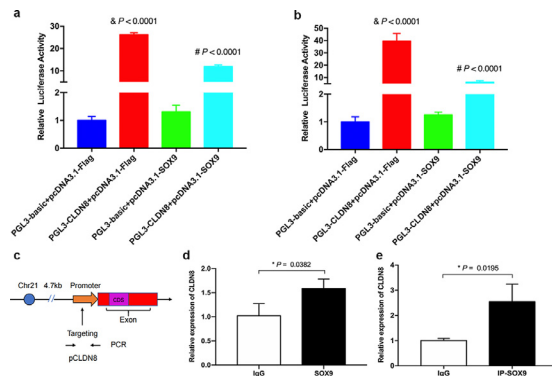 a
Relative Luciferase Activity
30
20
10
2
1
0
& P < 0.0001
# P < 0.0001
PGL3-basic+pcDNA3.1-Flag
PGL3-CLDN8+pcDNA3.1-Flag
PGL3-basic+pcDNA3.1-SOX9
PGL3-CLDN8+pcDNA3.1-SOX9
b
Relative Luciferase Activity
50
40
30
20
10
2
1
0
& P < 0.0001
# P < 0.0001
PGL3-basic+pcDNA3.1-Flag
PGL3-CLDN8+pcDNA3.1-Flag
PGL3-basic+pcDNA3.1-SOX9
PGL3-CLDN8+pcDNA3.1-SOX9
c
Chr21 4.7kb Promoter
CDS
Exon
Targeting
PCR
pCLDN8
d
Relative expression of CLDN8
2.0
1.5
1.0
0.5
0.0
* P = 0.0382
IgG SOX9
e
Relative expression of CLDN8
4
3
2
1
0
* P = 0.0195
IgG IP-SOX9